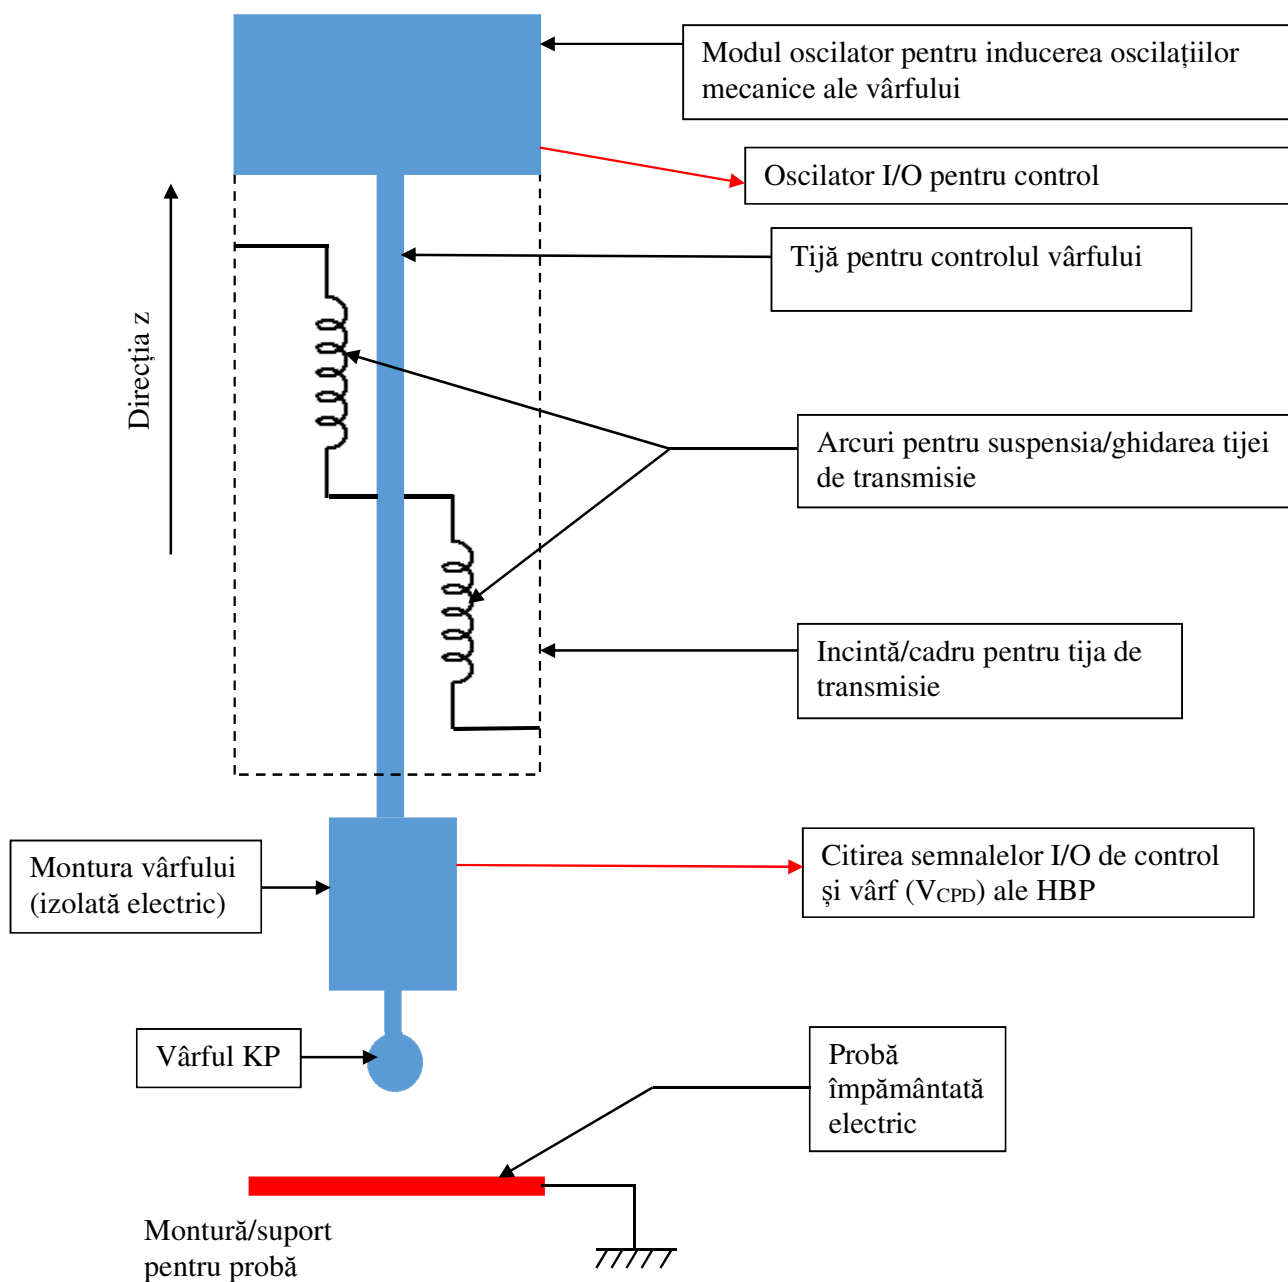 Modul oscilator pentru inducerea oscilațiilor
mecanice ale vârfului
Oscilator I/O pentru control
Tijă pentru controlul vârfului
Direcția z
Arcuri pentru suspensia/ghidarea tijei
de transmisie
Incintă/cadru pentru tija de
transmisie
Montura vârfului
(izolată electric)
Citirea semnalelor I/O de control
și vârf (VCPD) ale HBP
Vârful KP
Probă
împământată
electric
Montură/suport
pentru probă